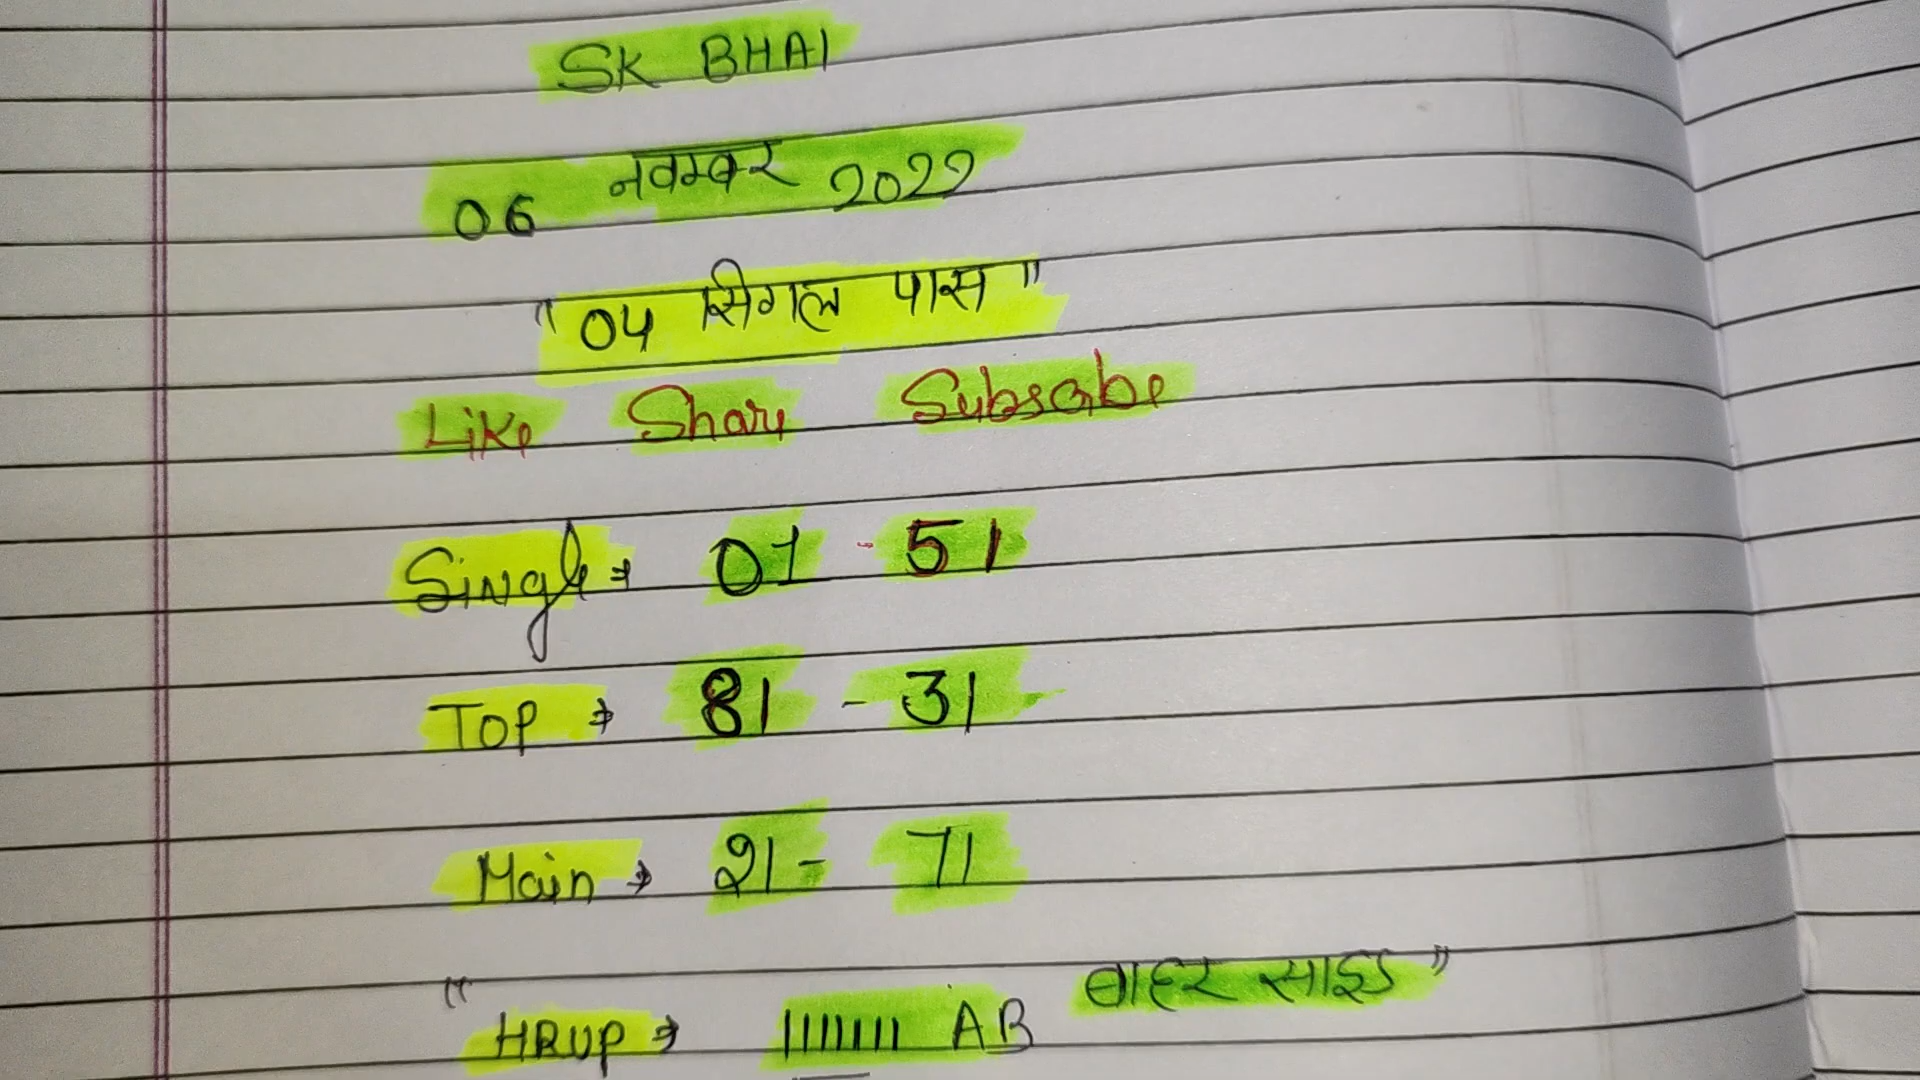 SK BHAI
06 नवम्बर 2022
"04 सिगल पास"
Like Share Subscribe
Single → 01 - 51
TOP → 81 - 31
Main → 21 - 71
"HRUP → |||||||| AB बाहर साइड"